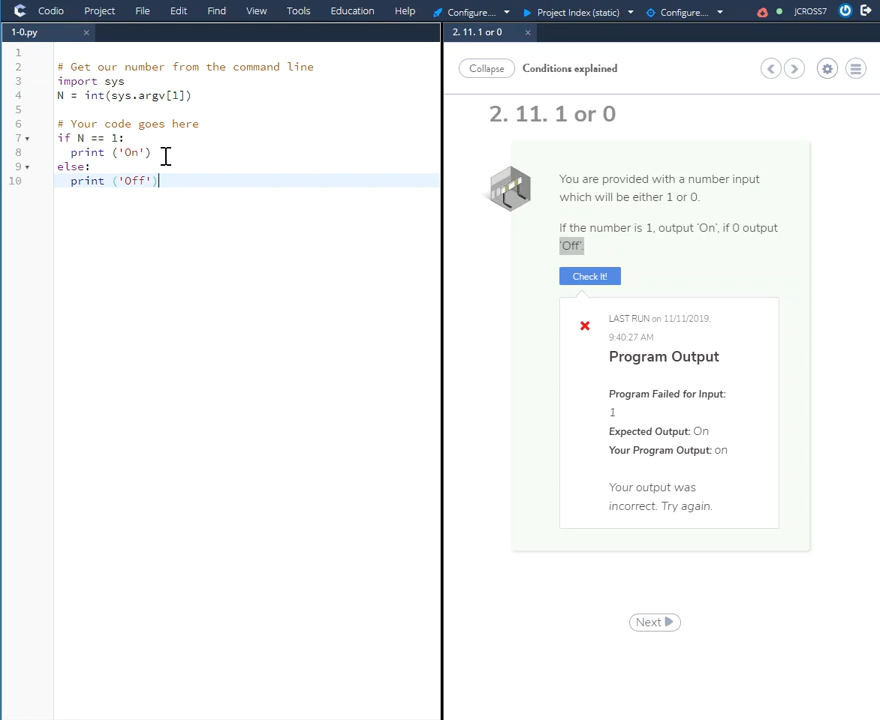 Codio Project File Edit View Find Tools Education Help Configure.... Project Index (static) Configure.... JCROSS7
1-0.py ×
2. 11. 1 or 0 ×
1
2 # Get our number from the command line
3 import sys
4 N = int(sys.argv[1])
5
6 # Your code goes here
7 if N == 1:
8 print ('On')
9 else:
10 print ('Off')
Collapse Conditions explained
2. 11. 1 or 0
You are provided with a number input
which will be either 1 or 0.
If the number is 1, output 'On', if 0 output
'Off'.
Check It!
LAST RUN on 11/11/2019,
9:40:27 AM
Program Output
Program Failed for Input:
1
Expected Output: On
Your Program Output: on
Your output was
incorrect. Try again.
Next